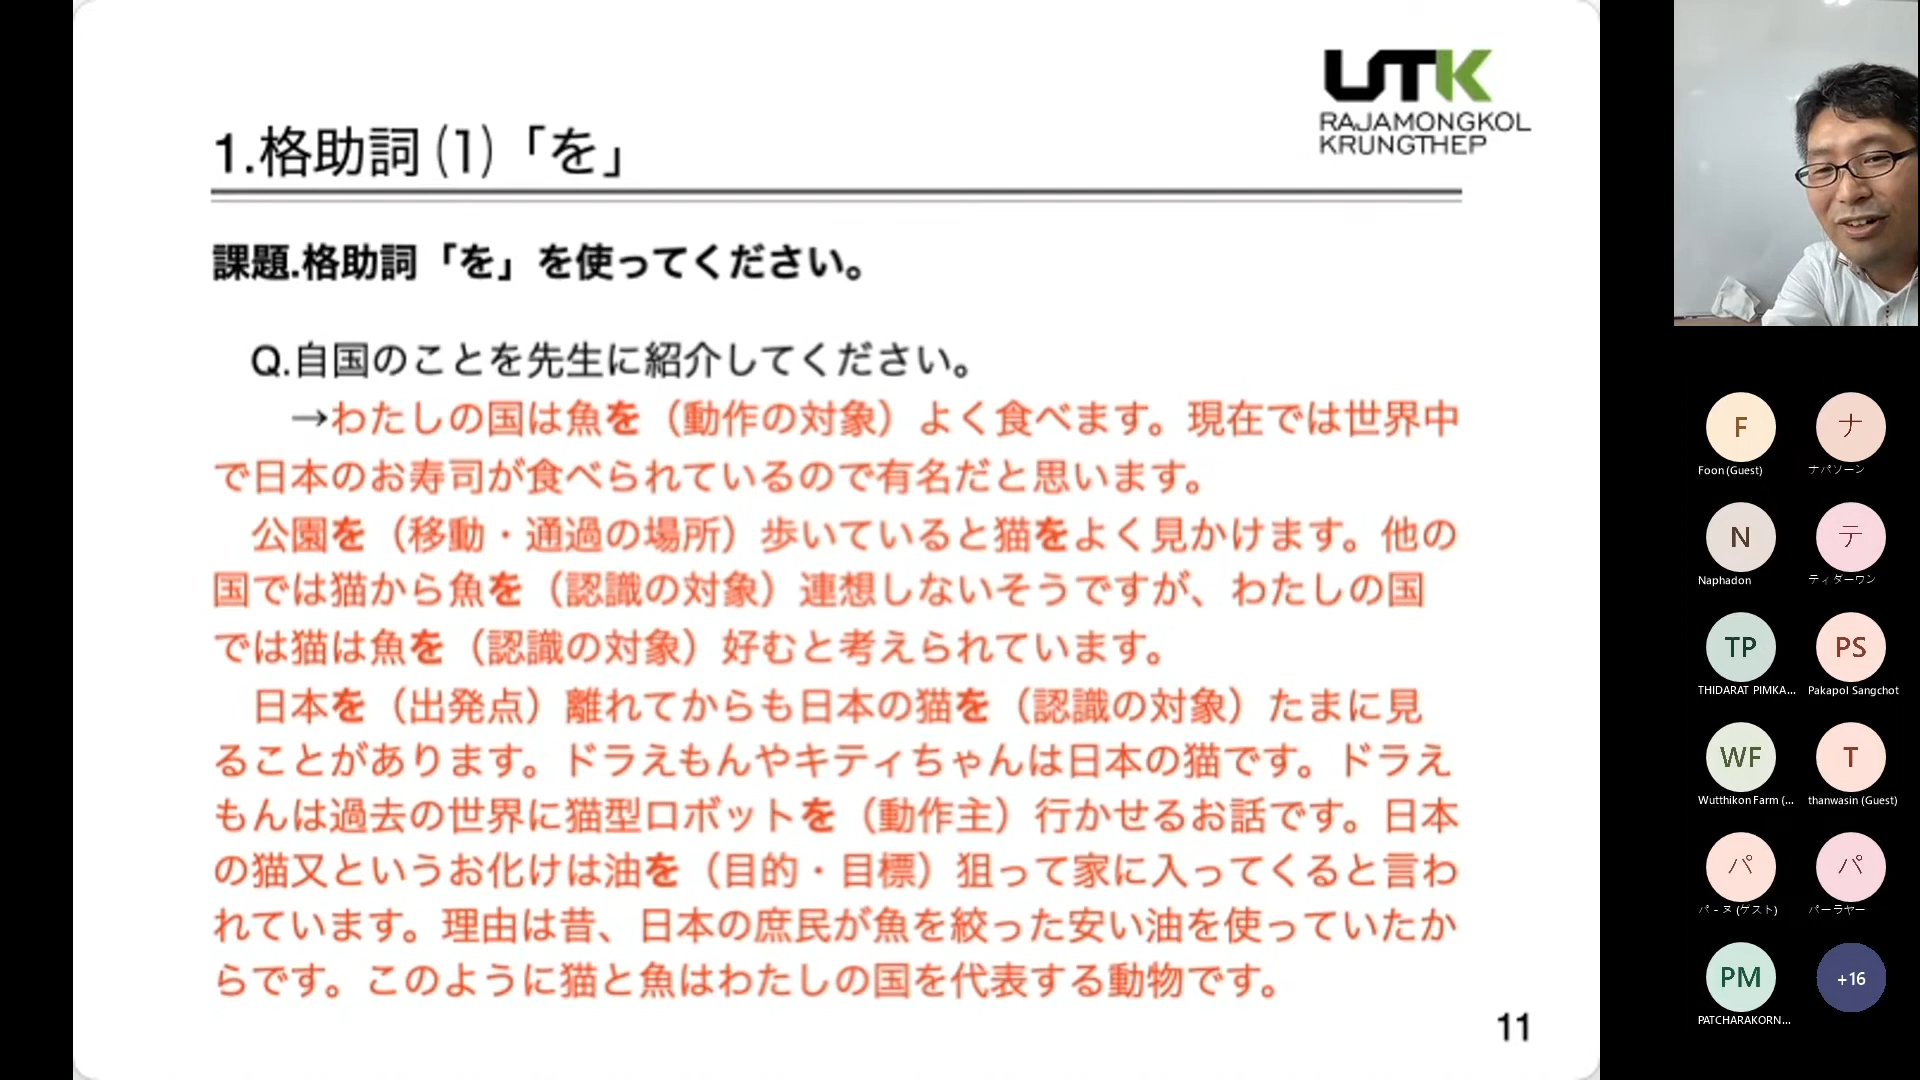 UTK
RAJAMONGKOL
KRUNGTHEP
1.格助詞(1)「を」
課題.格助詞「を」を使ってください。
Q.自国のことを先生に紹介してください。
→わたしの国は魚を（動作の対象）よく食べます。現在では世界中
で日本のお寿司が食べられているので有名だと思います。
公園を（移動・通過の場所）歩いていると猫をよく見かけます。他の
国では猫から魚を（認識の対象）連想しないそうですが、わたしの国
では猫は魚を（認識の対象）好むと考えられています。
日本を（出発点）離れてからも日本の猫を（認識の対象）たまに見
ることがあります。ドラえもんやキティちゃんは日本の猫です。ドラえ
もんは過去の世界に猫型ロボットを（動作主）行かせるお話です。日本
の猫又というお化けは油を（目的・目標）狙って家に入ってくると言わ
れています。理由は昔、日本の庶民が魚を絞った安い油を使っていたか
らです。このように猫と魚はわたしの国を代表する動物です。
11
F
Foon (Guest)
ナ
ナパソーン
N
Naphadon
テ
ティダーワン
TP
THIDARAT PIMKA...
PS
Pakapol Sangchot
WF
Wutthikon Farm (...
T
thanwasin (Guest)
パ
パ - ヌ (ゲスト)
パ
パーラヤー
PM
PATCHARAKORN...
+16